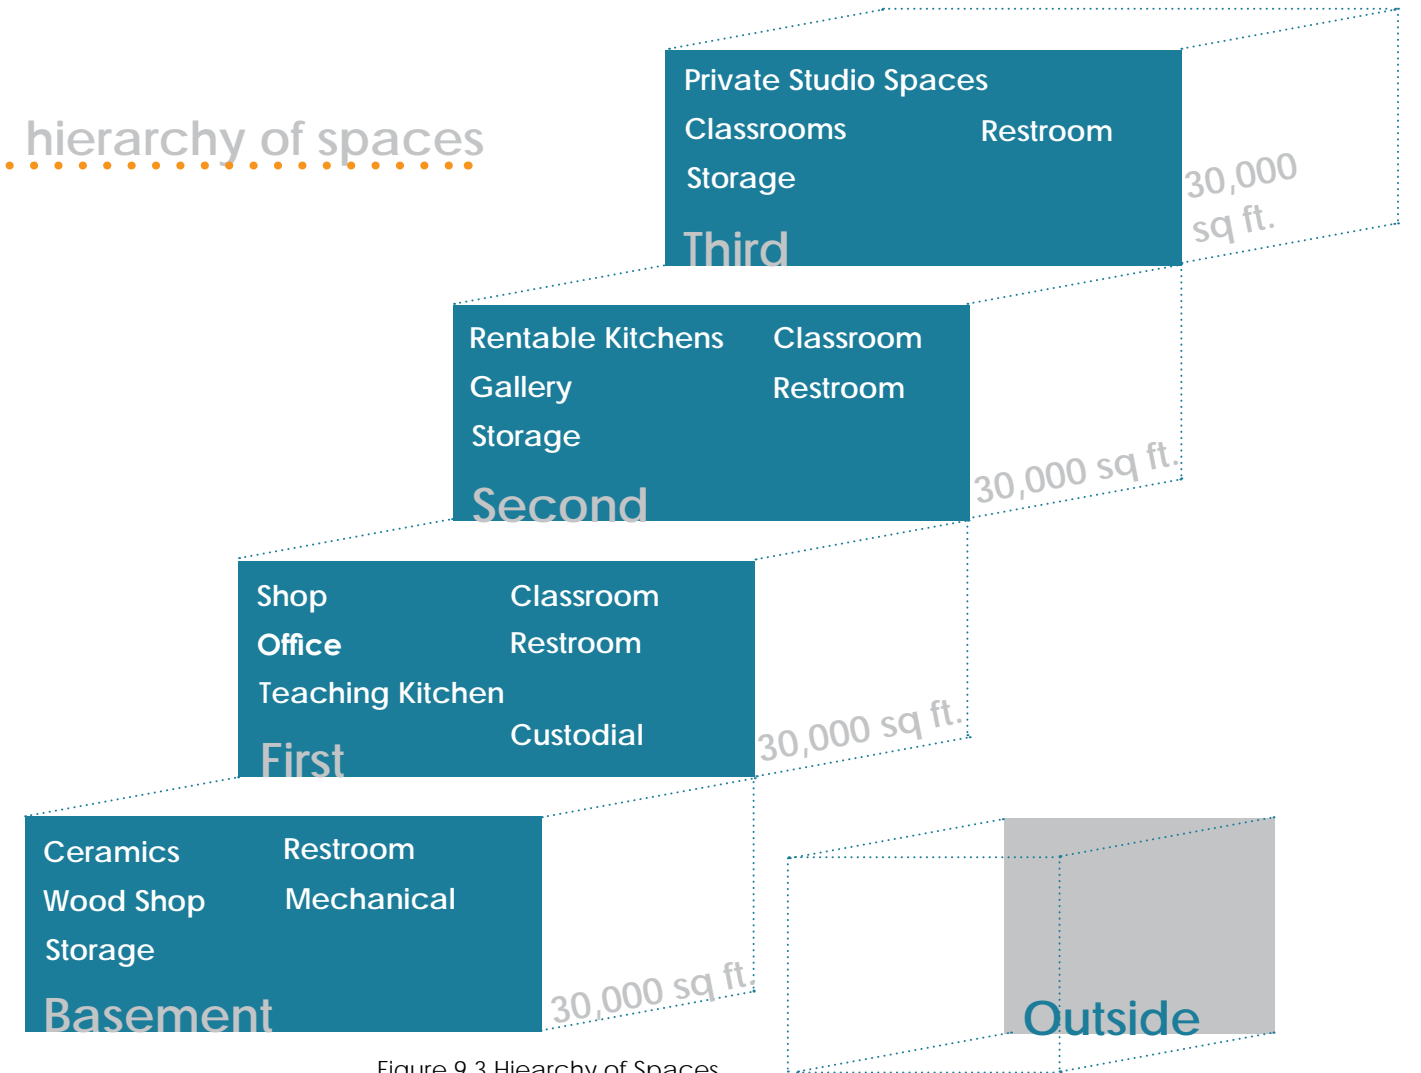 hierarchy of spaces
Private Studio Spaces
Classrooms
Restroom
Storage
Third
30,000
sq ft.
Rentable Kitchens
Classroom
Gallery
Restroom
Storage
Second
30,000 sq ft.
Shop
Classroom
Office
Restroom
Teaching Kitchen
Custodial
First
30,000 sq ft.
Ceramics
Restroom
Wood Shop
Mechanical
Storage
Basement
30,000 sq ft.
Outside
Figure 9.3 Hiearchy of Spaces